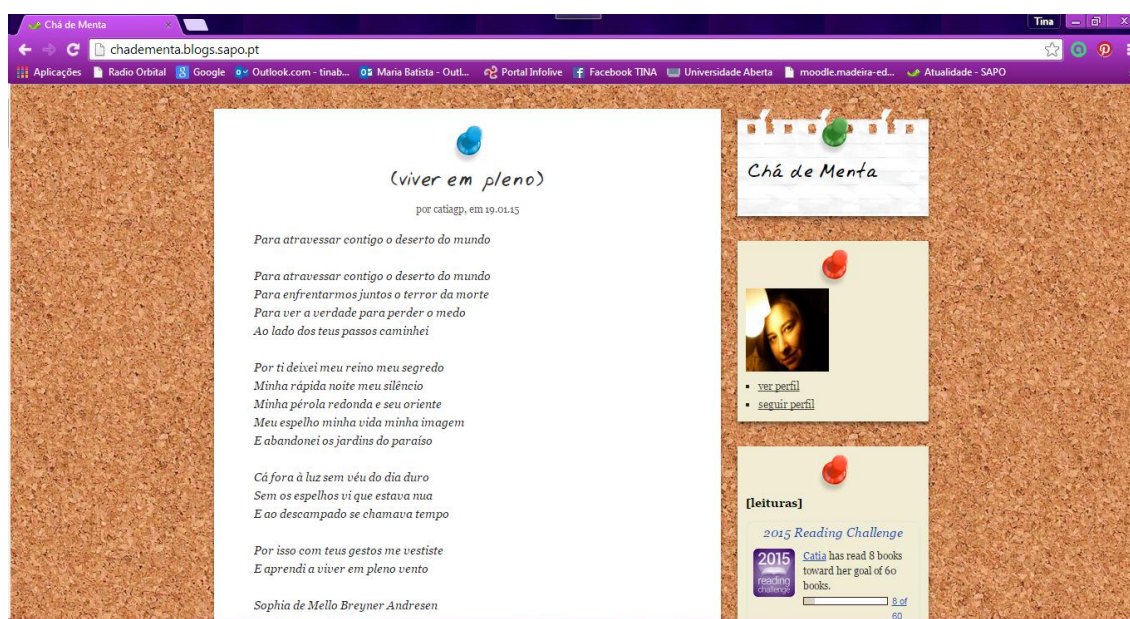 Chá de Menta
Tina
chadementa.blogs.sapo.pt
Aplicações Radio Orbital Google Outlook.com - tinab... Maria Batista - Outl... Portal Infolive Facebook TINA Universidade Aberta moodle.madeira-ed... Atualidade - SAPO
(viver em pleno)
por catiagp, em 19.01.15
Para atravessar contigo o deserto do mundo
Para atravessar contigo o deserto do mundo
Para enfrentarmos juntos o terror da morte
Para ver a verdade para perder o medo
Ao lado dos teus passos caminhei
Por ti deixei meu reino meu segredo
Minha rápida noite meu silêncio
Minha pérola redonda e seu oriente
Meu espelho minha vida minha imagem
E abandonei os jardins do paraíso
Cá fora à luz sem véu do dia duro
Sem os espelhos vi que estava nua
E ao descampado se chamava tempo
Por isso com teus gestos me vestiste
E aprendi a viver em pleno vento
Sophia de Mello Breyner Andresen
Chá de Menta
ver perfil
seguir perfil
[leituras]
2015 Reading Challenge
2015
reading
challenge
Catia has read 8 books
toward her goal of 60
books.
8 of
60